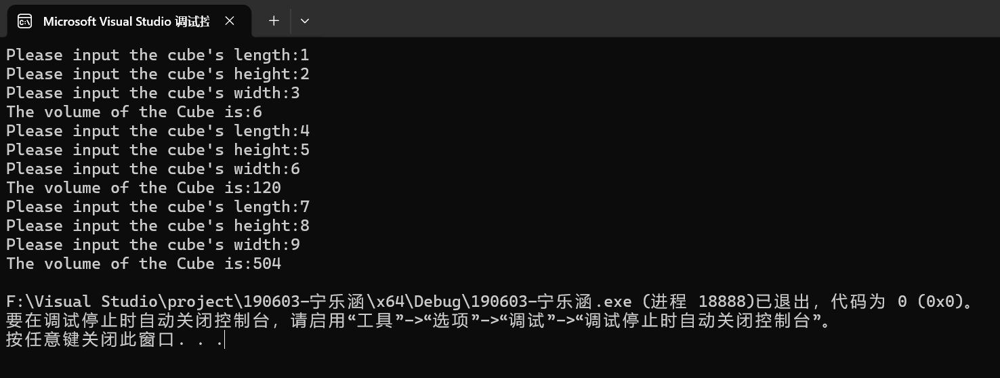 Microsoft Visual Studio 调试控
Please input the cube's length:1
Please input the cube's height:2
Please input the cube's width:3
The volume of the Cube is:6
Please input the cube's length:4
Please input the cube's height:5
Please input the cube's width:6
The volume of the Cube is:120
Please input the cube's length:7
Please input the cube's height:8
Please input the cube's width:9
The volume of the Cube is:504
F:\Visual Studio\project\190603-宁乐涵\x64\Debug\190603-宁乐涵.exe (进程 18888)已退出，代码为 0 (0x0)。
要在调试停止时自动关闭控制台，请启用“工具”->“选项”->“调试”->“调试停止时自动关闭控制台”。
按任意键关闭此窗口. . .